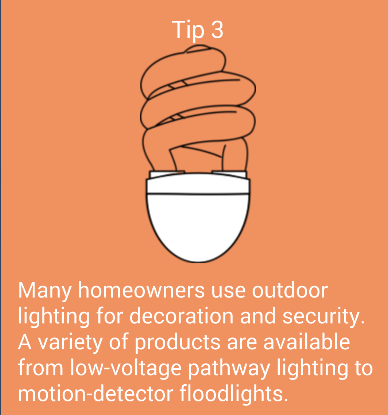 Tip 3
Many homeowners use outdoor
lighting for decoration and security.
A variety of products are available
from low-voltage pathway lighting to
motion-detector floodlights.